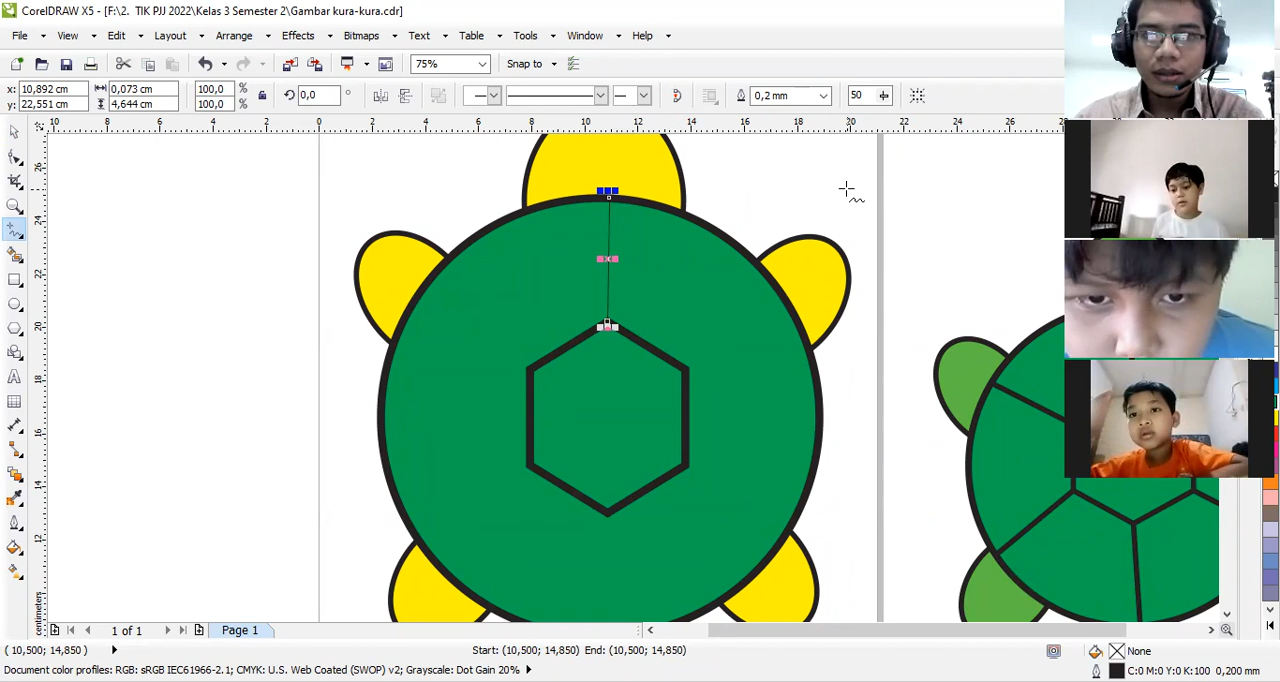 CorelDRAW X5 - [F:\2. TIK PJJ 2022\Kelas 3 Semester 2\Gambar kura-kura.cdr]
File View Edit Layout Arrange Effects Bitmaps Text Table Tools Window Help
75% Snap to
x: 10,892 cm 0,073 cm 100,0 %
y: 22,551 cm 4,644 cm 100,0 %
0,0 ° 0,2 mm 50
10 8 6 4 2 0 2 4 6 8 10 12 14 16 18 20 22 24 26 28
26
24
22
20
18
16
14
12
centimeters
1 of 1 Page 1
( 10,500; 14,850 ) Start: (10,500; 14,850) End: (10,500; 14,850) None
Document color profiles: RGB: sRGB IEC61966-2.1; CMYK: U.S. Web Coated (SWOP) v2; Grayscale: Dot Gain 20% C:0 M:0 Y:0 K:100 0,200 mm